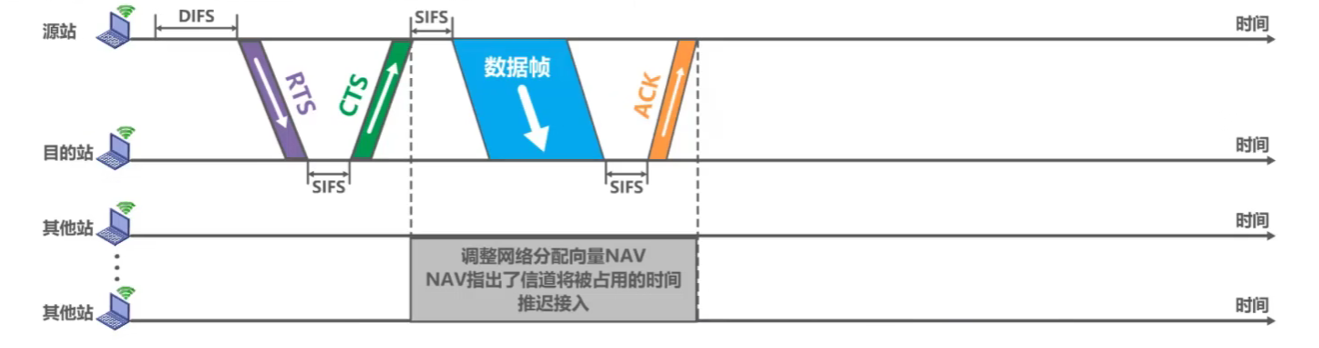 DIFS
SIFS
源站
时间
RTS
CTS
数据帧
ACK
目的站
时间
SIFS
SIFS
其他站
时间
调整网络分配向量NAV
NAV指出了信道将被占用的时间
推迟接入
其他站
时间